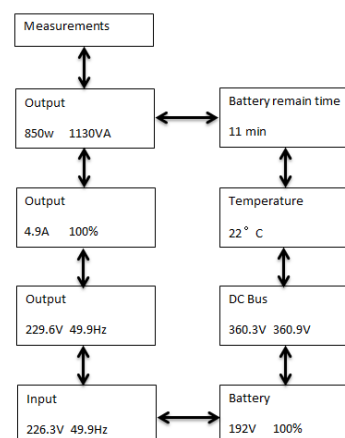 Measurements
Output
850w 1130VA
Battery remain time
11 min
Output
4.9A 100%
Temperature
22° C
Output
229.6V 49.9Hz
DC Bus
360.3V 360.9V
Input
226.3V 49.9Hz
Battery
192V 100%